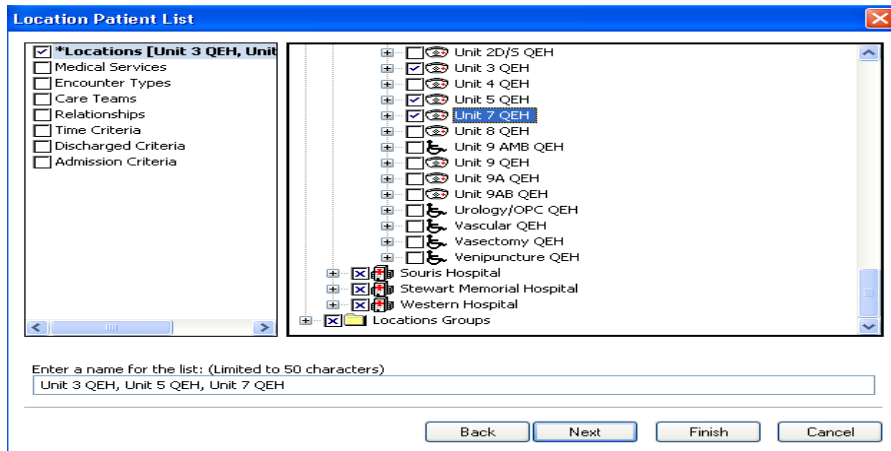 Location Patient List
*Locations [Unit 3 QEH, Unit
Medical Services
Encounter Types
Care Teams
Relationships
Time Criteria
Discharged Criteria
Admission Criteria
Unit 2D/S QEH
Unit 3 QEH
Unit 4 QEH
Unit 5 QEH
Unit 7 QEH
Unit 8 QEH
Unit 9 AMB QEH
Unit 9 QEH
Unit 9A QEH
Unit 9AB QEH
Urology/OPC QEH
Vascular QEH
Vasectomy QEH
Venipuncture QEH
Souris Hospital
Stewart Memorial Hospital
Western Hospital
Locations Groups
Enter a name for the list: (Limited to 50 characters)
Unit 3 QEH, Unit 5 QEH, Unit 7 QEH
Back Next Finish Cancel